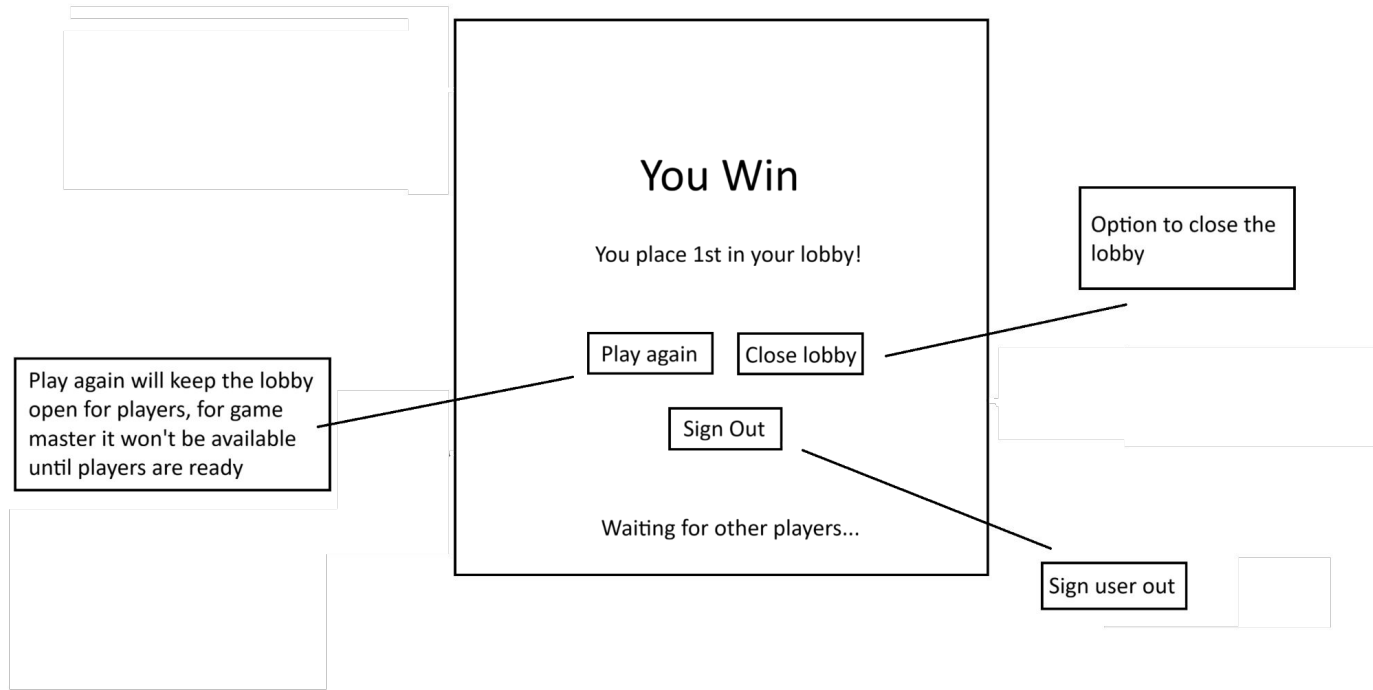 You Win
You place 1st in your lobby!
Option to close the
lobby
Play again
Close lobby
Play again will keep the lobby
open for players, for game
master it won't be available
until players are ready
Sign Out
Waiting for other players...
Sign user out